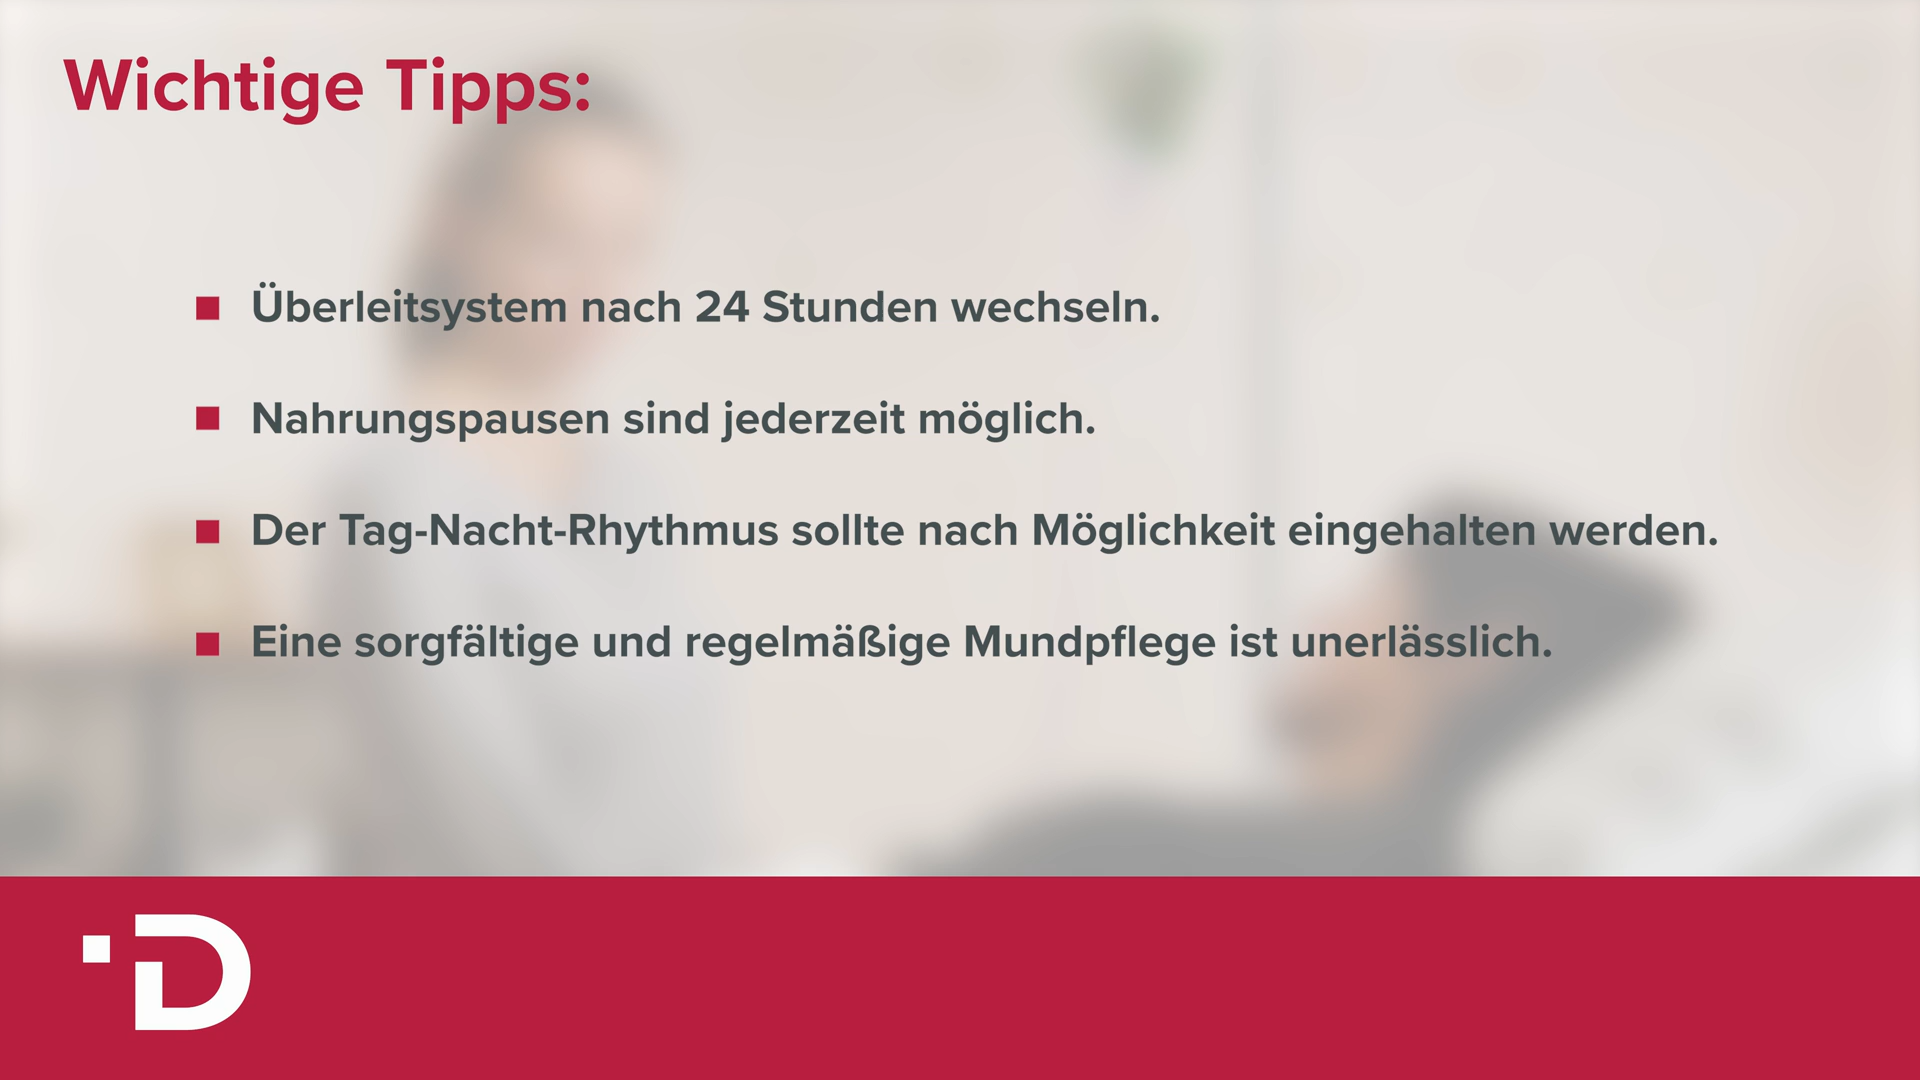 Wichtige Tipps:
Überleitsystem nach 24 Stunden wechseln.
Nahrungspausen sind jederzeit möglich.
Der Tag-Nacht-Rhythmus sollte nach Möglichkeit eingehalten werden.
Eine sorgfältige und regelmäßige Mundpflege ist unerlässlich.
D